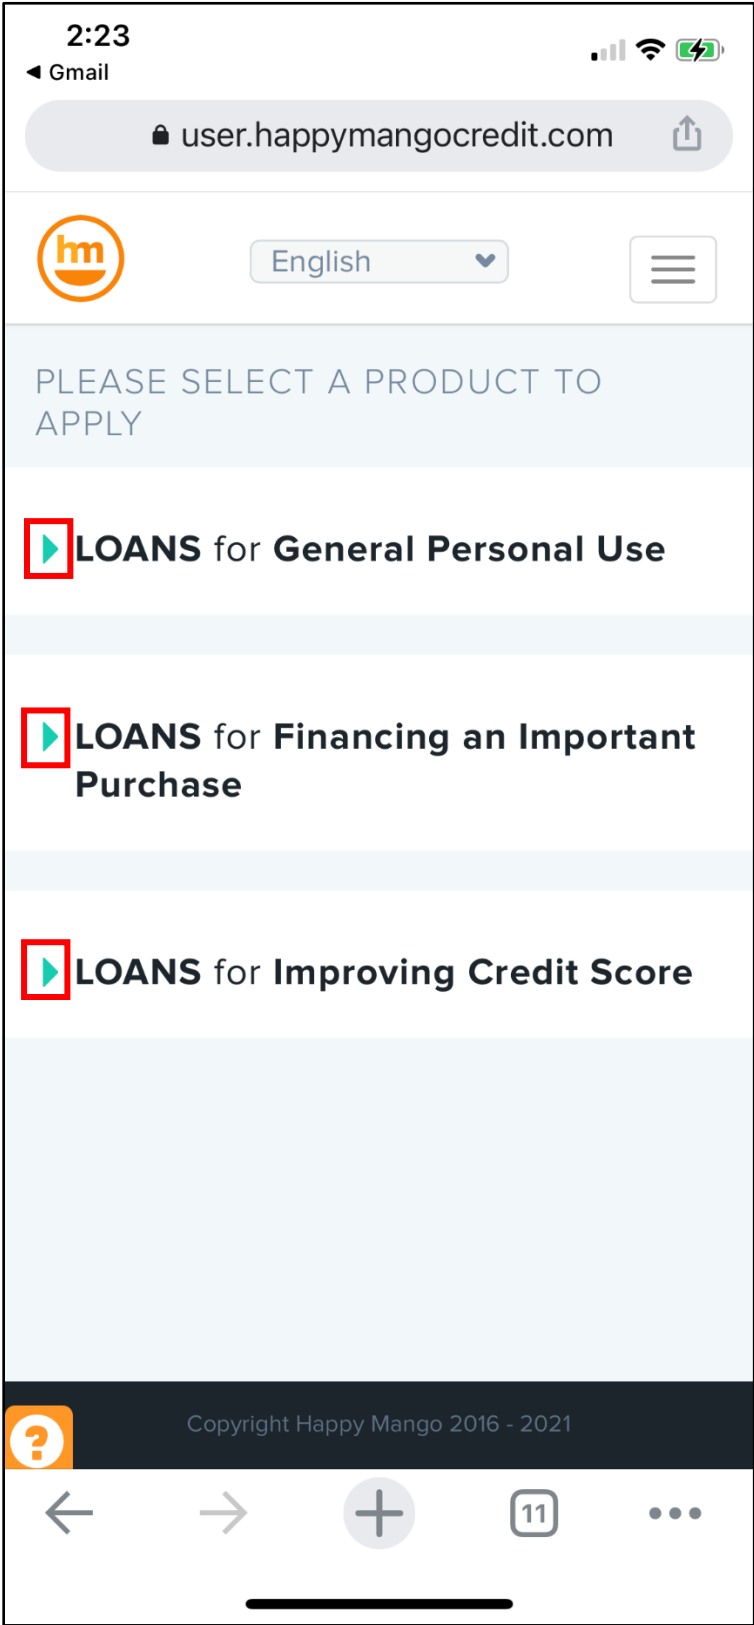 2:23
◀ Gmail
user.happymangocredit.com
hm
English
PLEASE SELECT A PRODUCT TO
APPLY
LOANS for General Personal Use
LOANS for Financing an Important
Purchase
LOANS for Improving Credit Score
Copyright Happy Mango 2016 - 2021
?
11